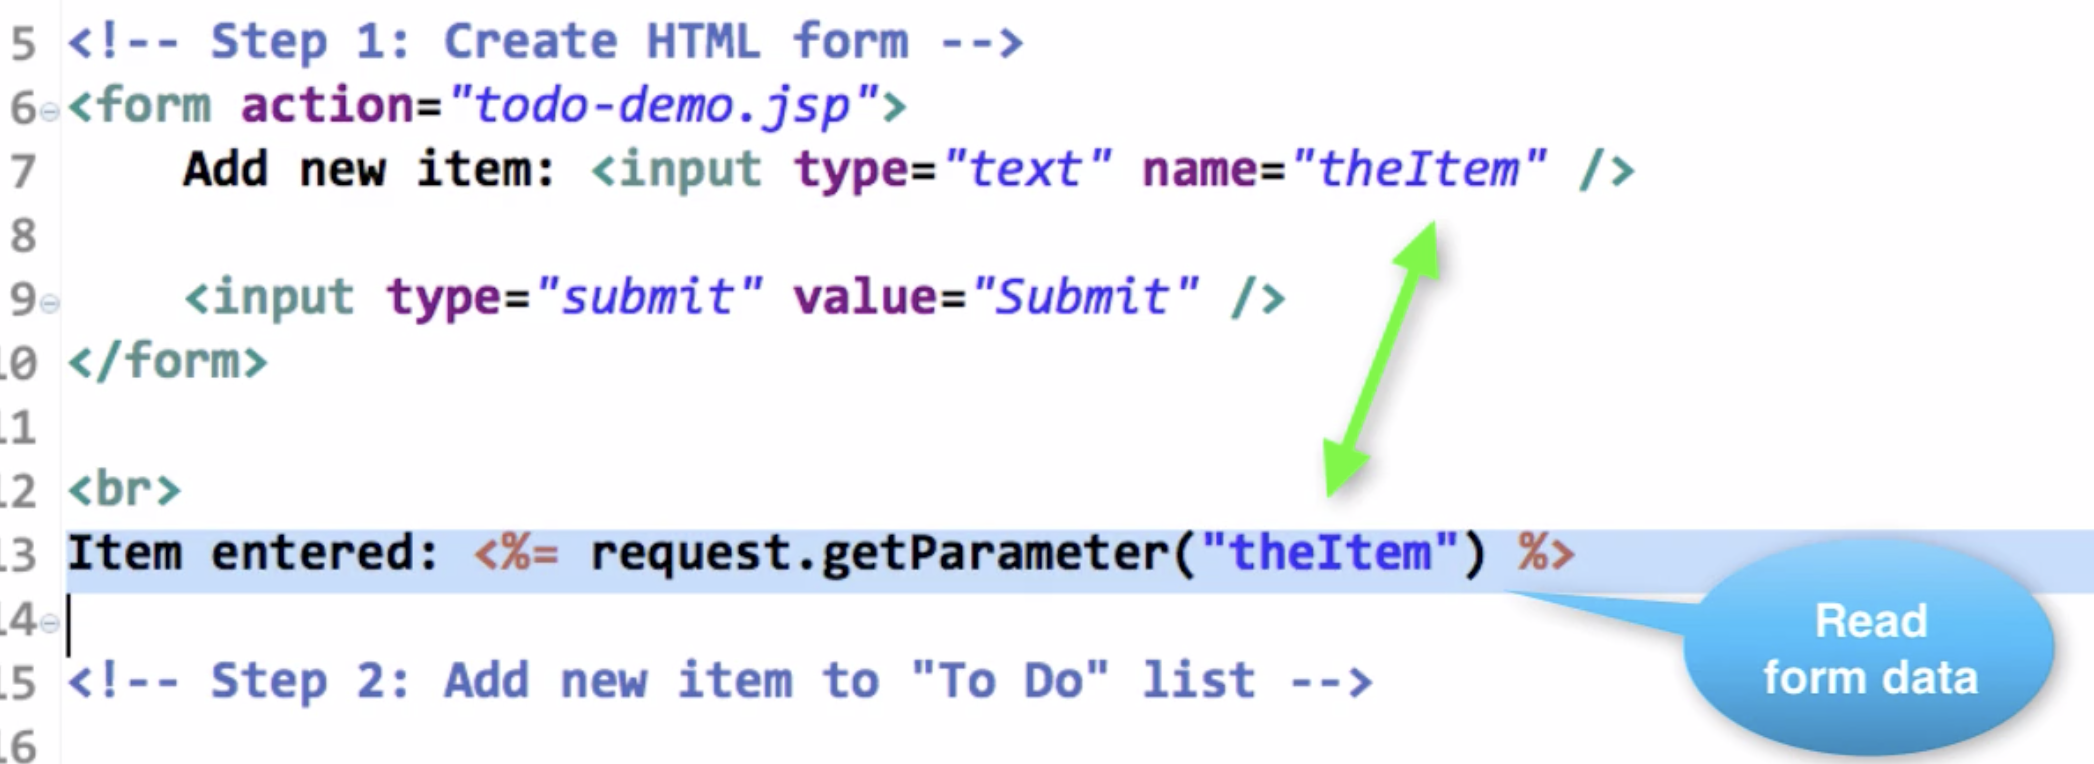 5 <!-- Step 1: Create HTML form -->
6 <form action="todo-demo.jsp">
7 Add new item: <input type="text" name="theItem" />
8
9 <input type="submit" value="Submit" />
10 </form>
11
12 <br>
13 Item entered: <%= request.getParameter("theItem") %>
14
Read
form data
15 <!-- Step 2: Add new item to "To Do" list -->
16